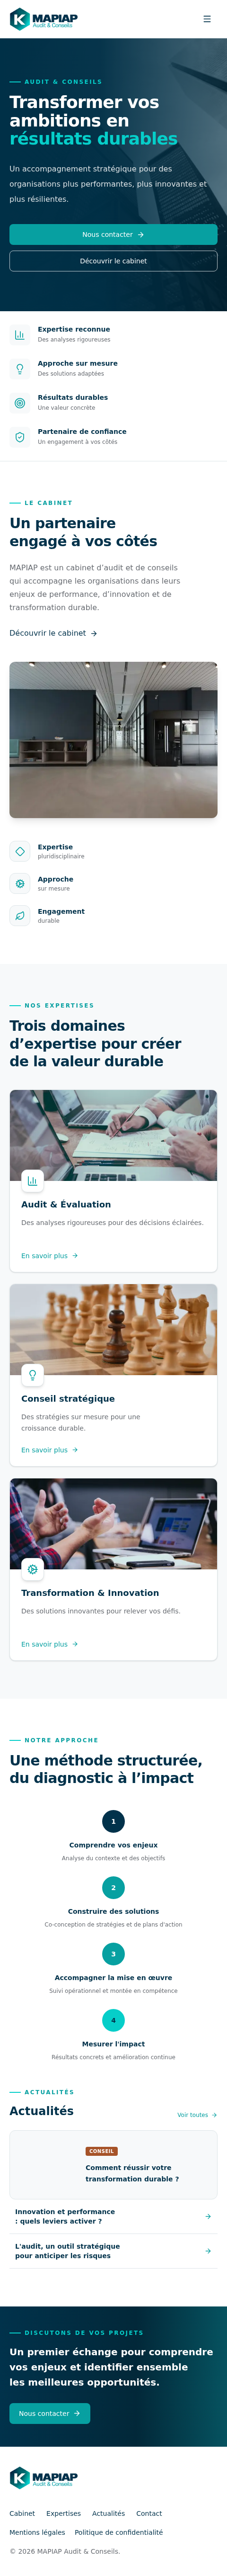 MAPIAP
Audit & Conseils
AUDIT & CONSEILS
Transformer vos
ambitions en
résultats durables
Un accompagnement stratégique pour des
organisations plus performantes, plus innovantes et
plus résilientes.
Nous contacter →
Découvrir le cabinet
Expertise reconnue
Des analyses rigoureuses
Approche sur mesure
Des solutions adaptées
Résultats durables
Une valeur concrète
Partenaire de confiance
Un engagement à vos côtés
LE CABINET
Un partenaire
engagé à vos côtés
MAPIAP est un cabinet d’audit et de conseils
qui accompagne les organisations dans leurs
enjeux de performance, d’innovation et de
transformation durable.
Découvrir le cabinet →
Expertise
pluridisciplinaire
Approche
sur mesure
Engagement
durable
NOS EXPERTISES
Trois domaines
d’expertise pour créer
de la valeur durable
Audit & Évaluation
Des analyses rigoureuses pour des décisions éclairées.
En savoir plus →
Conseil stratégique
Des stratégies sur mesure pour une
croissance durable.
En savoir plus →
Transformation & Innovation
Des solutions innovantes pour relever vos défis.
En savoir plus →
NOTRE APPROCHE
Une méthode structurée,
du diagnostic à l’impact
1
Comprendre vos enjeux
Analyse du contexte et des objectifs
2
Construire des solutions
Co-conception de stratégies et de plans d'action
3
Accompagner la mise en œuvre
Suivi opérationnel et montée en compétence
4
Mesurer l'impact
Résultats concrets et amélioration continue
ACTUALITÉS
Actualités
Voir toutes →
CONSEIL
Comment réussir votre
transformation durable ?
Innovation et performance
: quels leviers activer ? →
L'audit, un outil stratégique
pour anticiper les risques →
DISCUTONS DE VOS PROJETS
Un premier échange pour comprendre
vos enjeux et identifier ensemble
les meilleures opportunités.
Nous contacter →
MAPIAP
Audit & Conseils
Cabinet Expertises Actualités Contact
Mentions légales Politique de confidentialité
© 2026 MAPIAP Audit & Conseils.